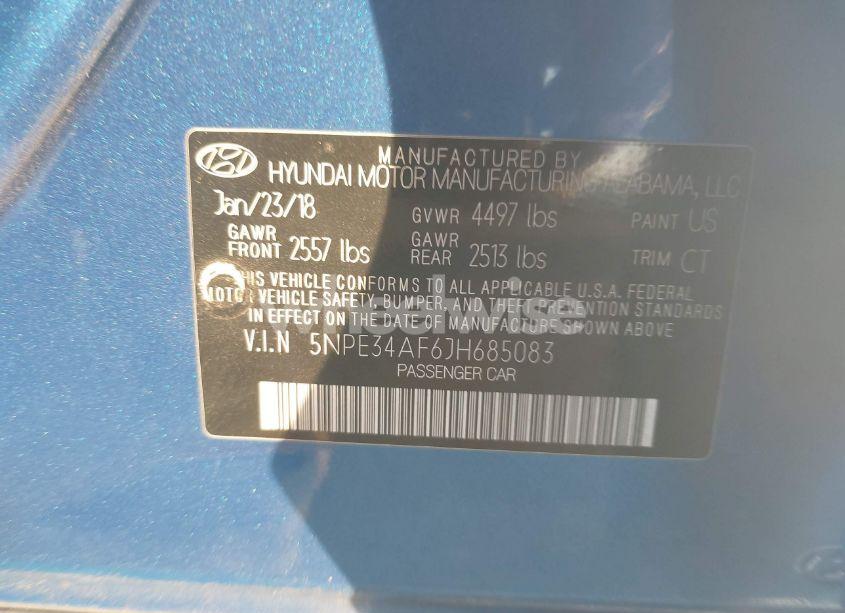 MANUFACTURED BY
HYUNDAI MOTOR MANUFACTURING ALABAMA, LLC
Jan/23/18 GVWR 4497 lbs PAINT US
GAWR FRONT 2557 lbs GAWR REAR 2513 lbs TRIM CT
THIS VEHICLE CONFORMS TO ALL APPLICABLE U.S.A. FEDERAL
MOTOR VEHICLE SAFETY, BUMPER, AND THEFT PREVENTION STANDARDS
IN EFFECT ON THE DATE OF MANUFACTURE SHOWN ABOVE
V.I.N 5NPE34AF6JH685083
PASSENGER CAR
wheelwise